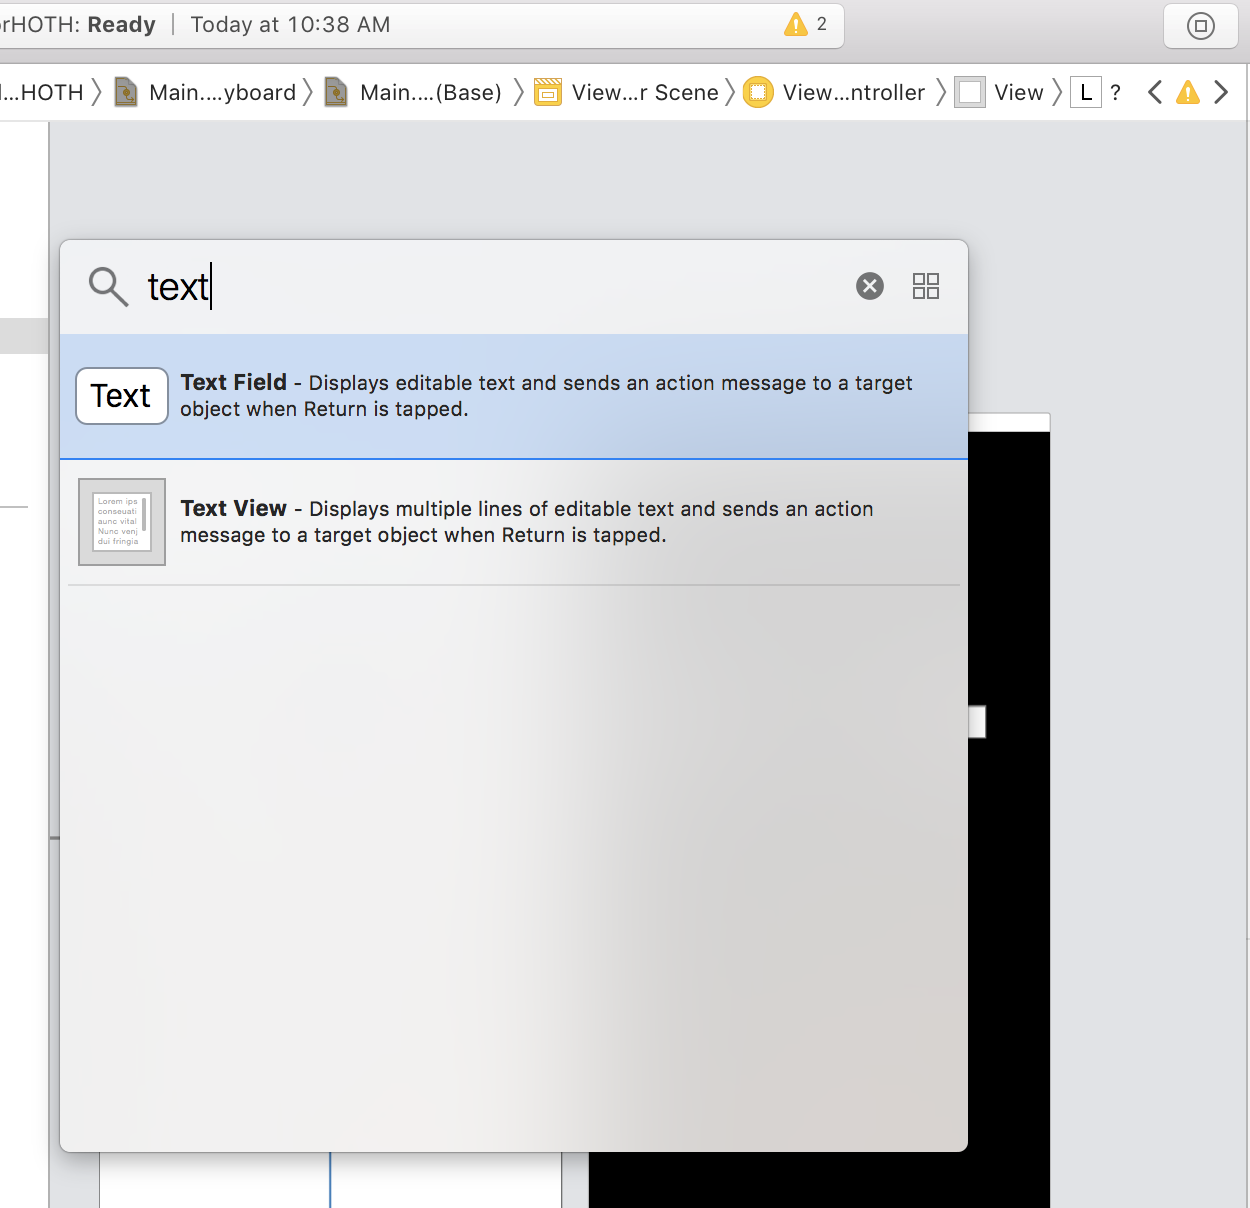 orHOTH: Ready | Today at 10:38 AM 2
l...HOTH Main....yboard Main....(Base) View...r Scene View...ntroller View L ?
text
Text Text Field - Displays editable text and sends an action message to a target
object when Return is tapped.
Lorem ips
conseuati
aunc vital
Nunc venj
dui fringia
Text View - Displays multiple lines of editable text and sends an action
message to a target object when Return is tapped.